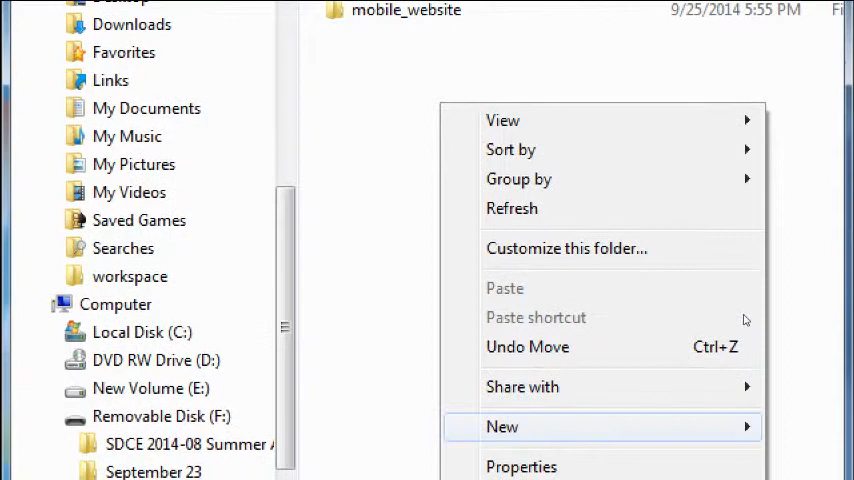 mobile_website 9/25/2014 5:55 PM Fi
Downloads
Favorites
Links
My Documents
My Music
My Pictures
My Videos
Saved Games
Searches
workspace
Computer
Local Disk (C:)
DVD RW Drive (D:)
New Volume (E:)
Removable Disk (F:)
SDCE 2014-08 Summer
September 23
View
Sort by
Group by
Refresh
Customize this folder...
Paste
Paste shortcut
Undo Move Ctrl+Z
Share with
New
Properties